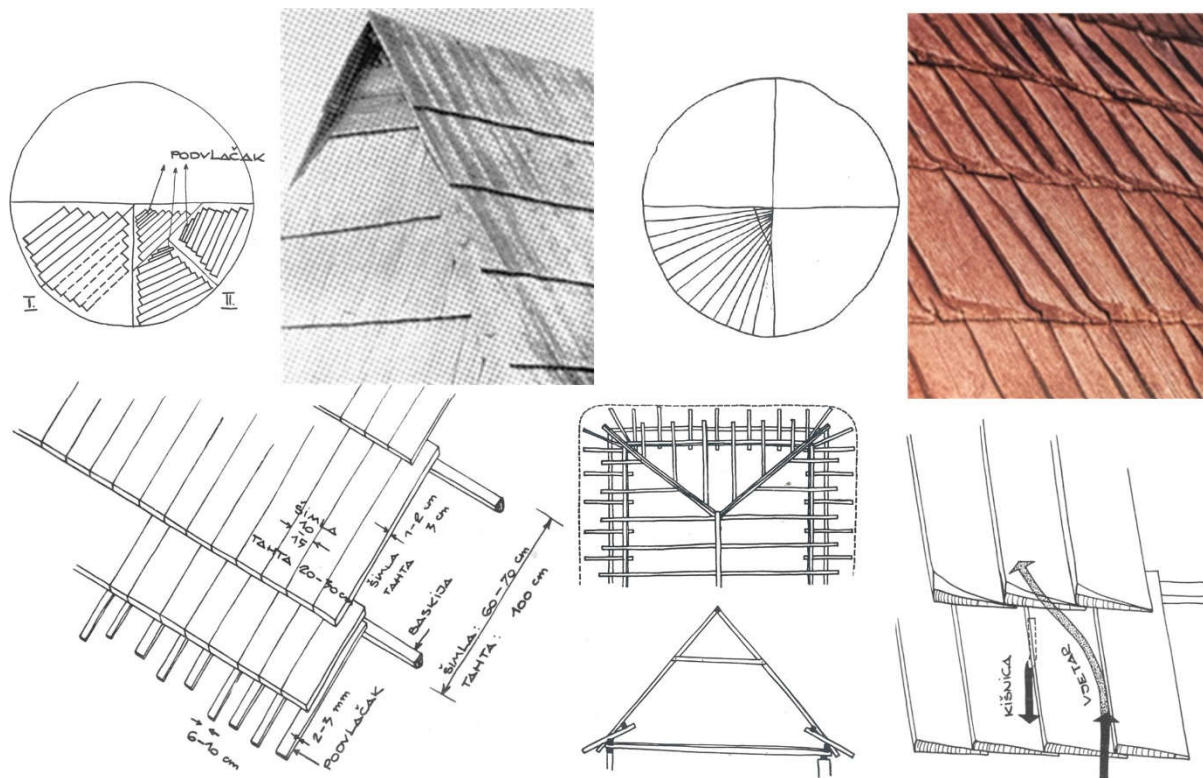 PODVLAČAK
I.
II.
ŠIMLA
10
15
TAHTA 20-30 cm
1-2 cm
3 cm
ŠIMLA
TAHTA
BASKIJA
ŠIMLA: 60-70 cm
TAHTA: 100 cm
6-10 cm
2-3 mm
PODVLAČAK
KIŠNICA
VJETAR